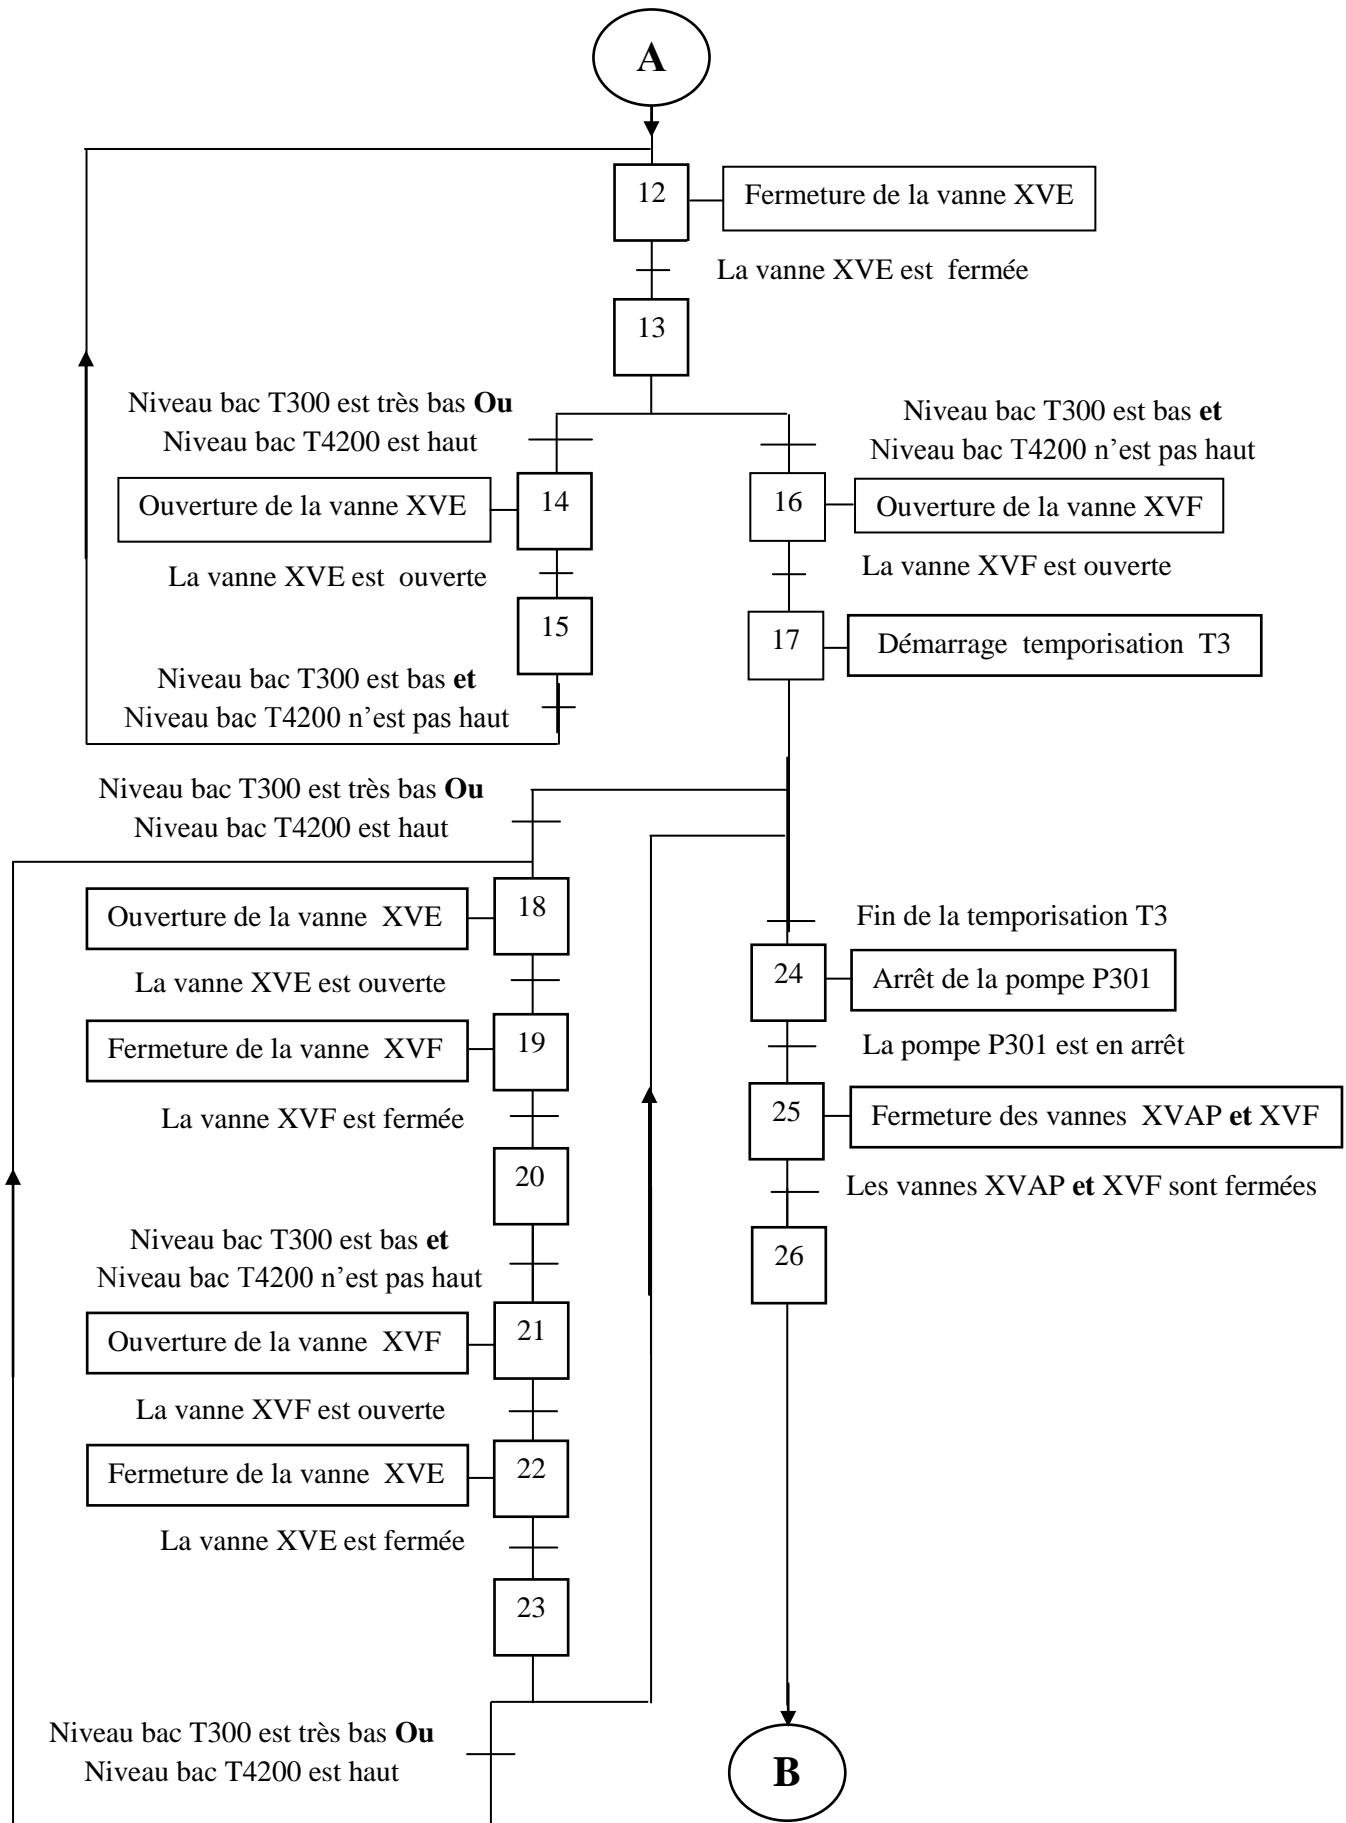 A
12
Fermeture de la vanne XVE
La vanne XVE est fermée
13
Niveau bac T300 est très bas Ou
Niveau bac T4200 est haut
Niveau bac T300 est bas et
Niveau bac T4200 n’est pas haut
Ouverture de la vanne XVE
14
16
Ouverture de la vanne XVF
La vanne XVE est ouverte
La vanne XVF est ouverte
15
17
Démarrage temporisation T3
Niveau bac T300 est bas et
Niveau bac T4200 n’est pas haut
Niveau bac T300 est très bas Ou
Niveau bac T4200 est haut
Ouverture de la vanne XVE
18
Fin de la temporisation T3
La vanne XVE est ouverte
24
Arrêt de la pompe P301
Fermeture de la vanne XVF
19
La pompe P301 est en arrêt
La vanne XVF est fermée
25
Fermeture des vannes XVAP et XVF
20
Les vannes XVAP et XVF sont fermées
Niveau bac T300 est bas et
Niveau bac T4200 n’est pas haut
26
Ouverture de la vanne XVF
21
La vanne XVF est ouverte
Fermeture de la vanne XVE
22
La vanne XVE est fermée
23
Niveau bac T300 est très bas Ou
Niveau bac T4200 est haut
B